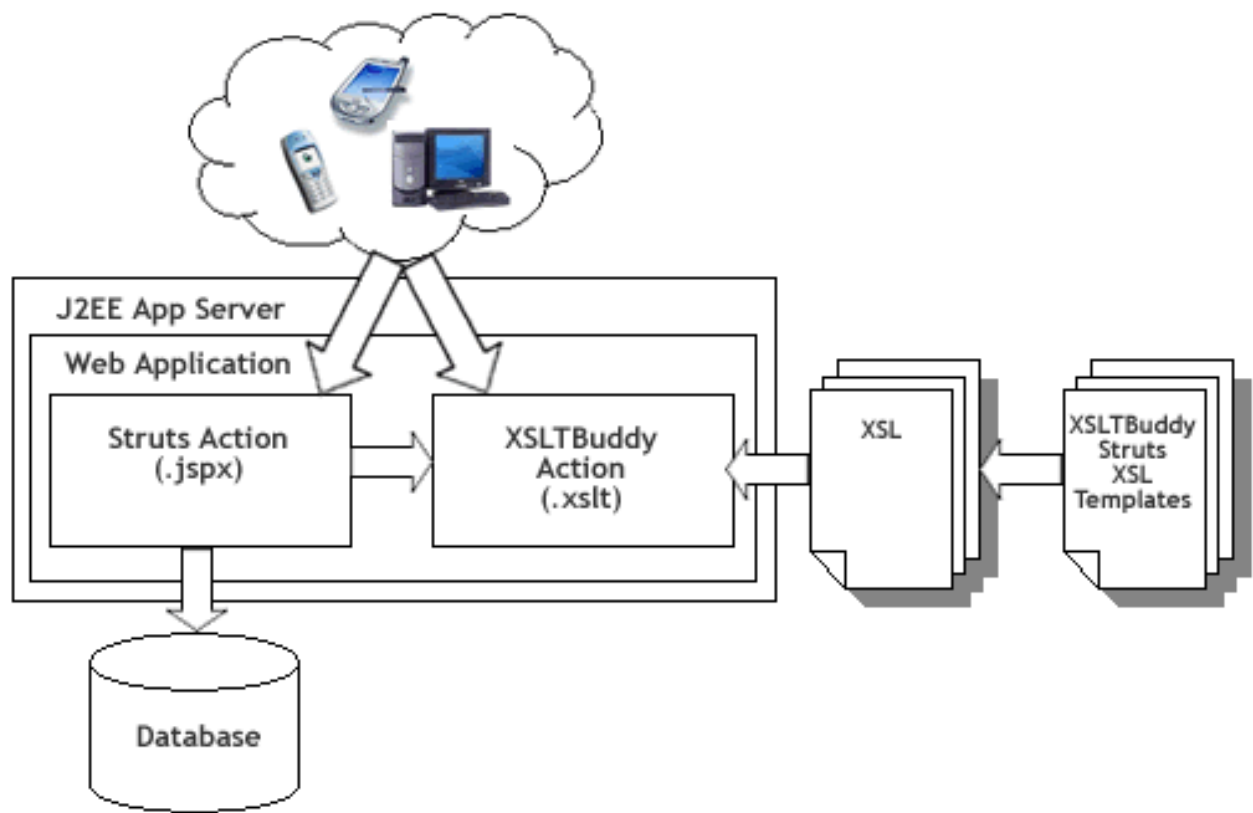 J2EE App Server
Web Application
Struts Action
(.jspx)
XSLTBuddy
Action
(.xslt)
XSL
XSLTBuddy
Struts
XSL
Templates
Database